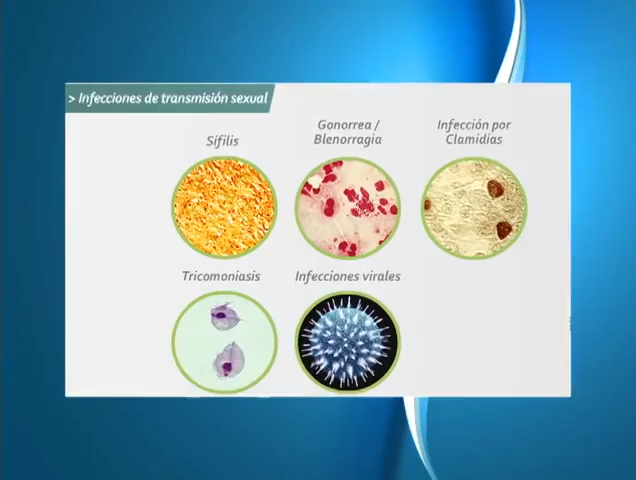 > Infecciones de transmisión sexual
Sífilis
Gonorrea /
Blenorragia
Infección por
Clamidias
Tricomoniasis
Infecciones virales